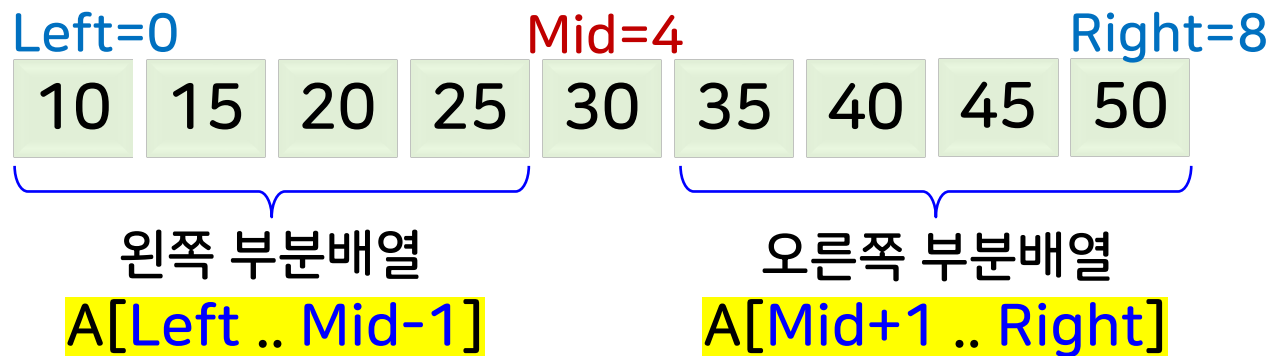 Left=0 Mid=4 Right=8
10 15 20 25 30 35 40 45 50
왼쪽 부분배열 오른쪽 부분배열
A[Left .. Mid-1] A[Mid+1 .. Right]